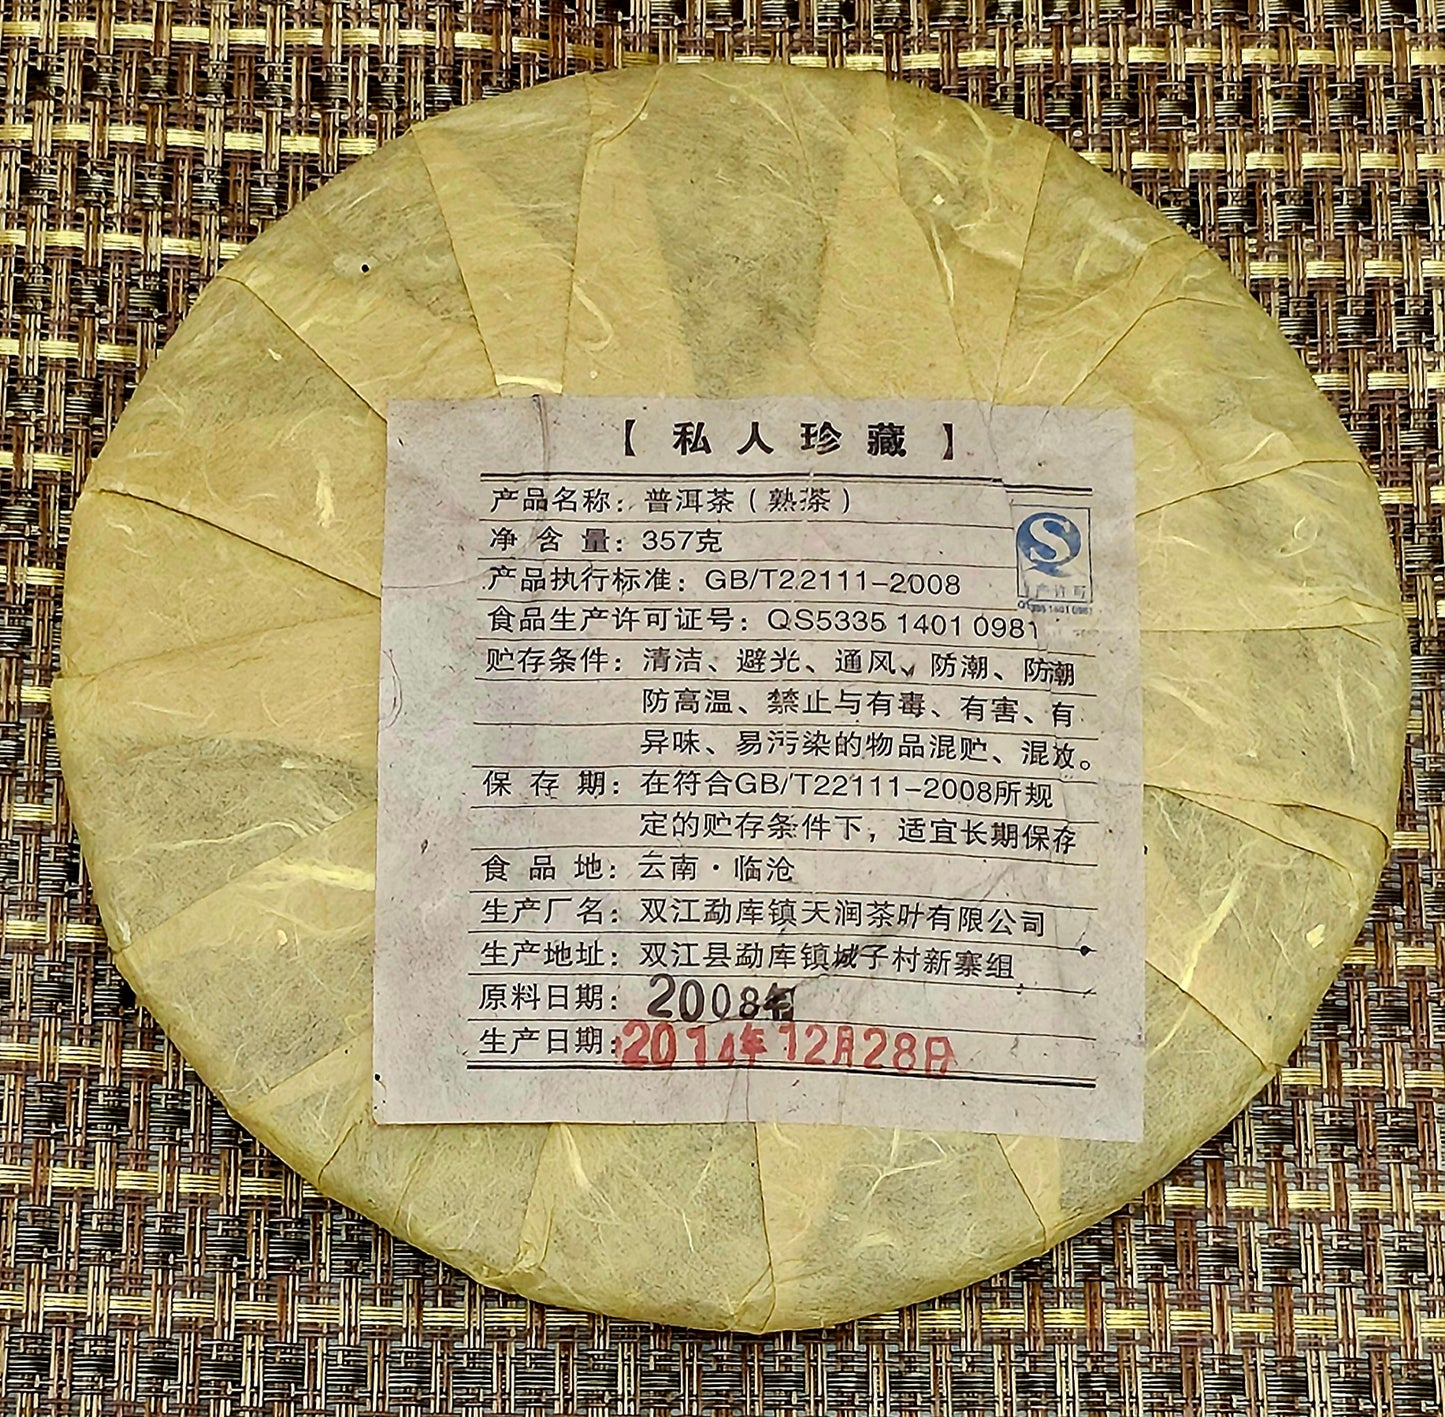 【私人珍藏】
产品名称：普洱茶（熟茶）
净含量：357克
产品执行标准：GB/T22111-2008
食品生产许可证号：QS5335 1401 0981
贮存条件：清洁、避光、通风、防潮、防潮
防高温、禁止与有毒、有害、有
异味、易污染的物品混贮、混放。
保存期：在符合GB/T22111-2008所规
定的贮存条件下，适宜长期保存
食品地：云南·临沧
生产厂名：双江勐库镇天润茶叶有限公司
生产地址：双江县勐库镇城子村新寨组
原料日期：2008年
生产日期：2014年12月28日
S
生产许可
QS5335 1401 0981